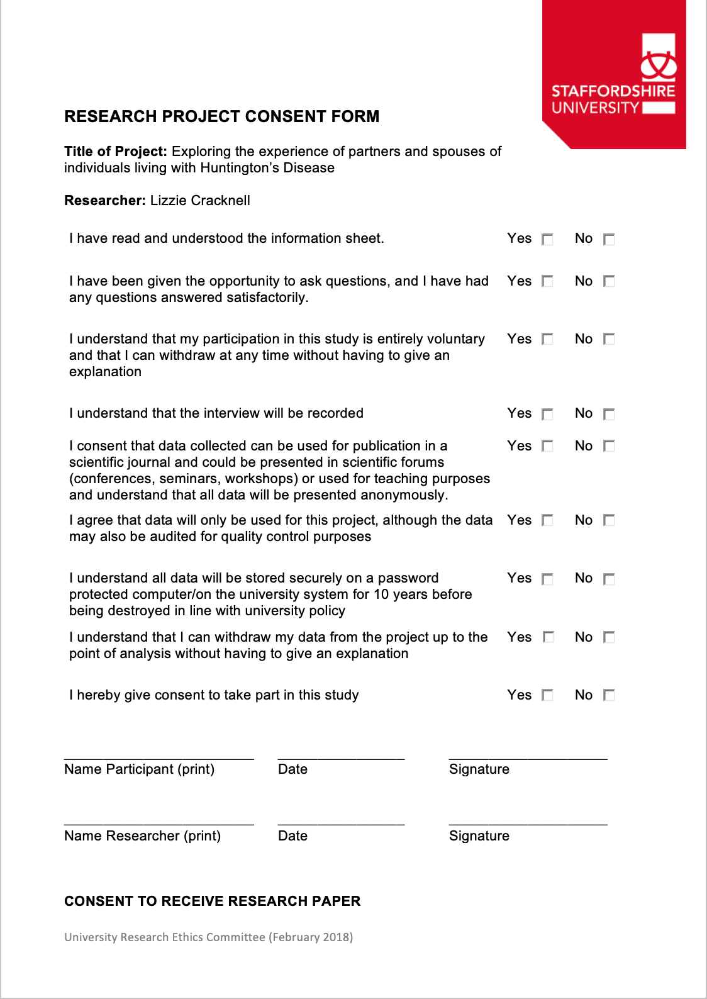 STAFFORDSHIRE
UNIVERSITY
RESEARCH PROJECT CONSENT FORM
Title of Project: Exploring the experience of partners and spouses of
individuals living with Huntington’s Disease
Researcher: Lizzie Cracknell
I have read and understood the information sheet. Yes No
I have been given the opportunity to ask questions, and I have had Yes No
any questions answered satisfactorily.
I understand that my participation in this study is entirely voluntary Yes No
and that I can withdraw at any time without having to give an
explanation
I understand that the interview will be recorded Yes No
I consent that data collected can be used for publication in a Yes No
scientific journal and could be presented in scientific forums
(conferences, seminars, workshops) or used for teaching purposes
and understand that all data will be presented anonymously.
I agree that data will only be used for this project, although the data Yes No
may also be audited for quality control purposes
I understand all data will be stored securely on a password Yes No
protected computer/on the university system for 10 years before
being destroyed in line with university policy
I understand that I can withdraw my data from the project up to the Yes No
point of analysis without having to give an explanation
I hereby give consent to take part in this study Yes No
Name Participant (print) Date Signature
Name Researcher (print) Date Signature
CONSENT TO RECEIVE RESEARCH PAPER
University Research Ethics Committee (February 2018)